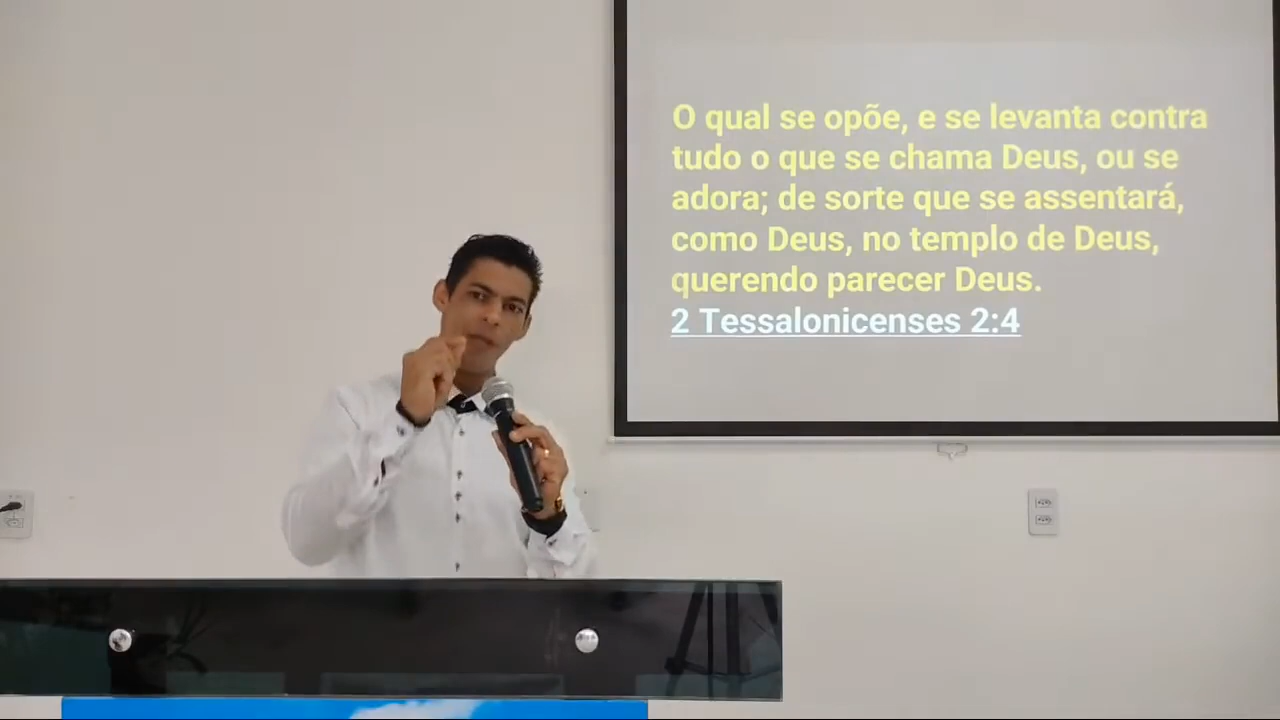 O qual se opõe, e se levanta contra
tudo o que se chama Deus, ou se
adora; de sorte que se assentará,
como Deus, no templo de Deus,
querendo parecer Deus.
2 Tessalonicenses 2:4